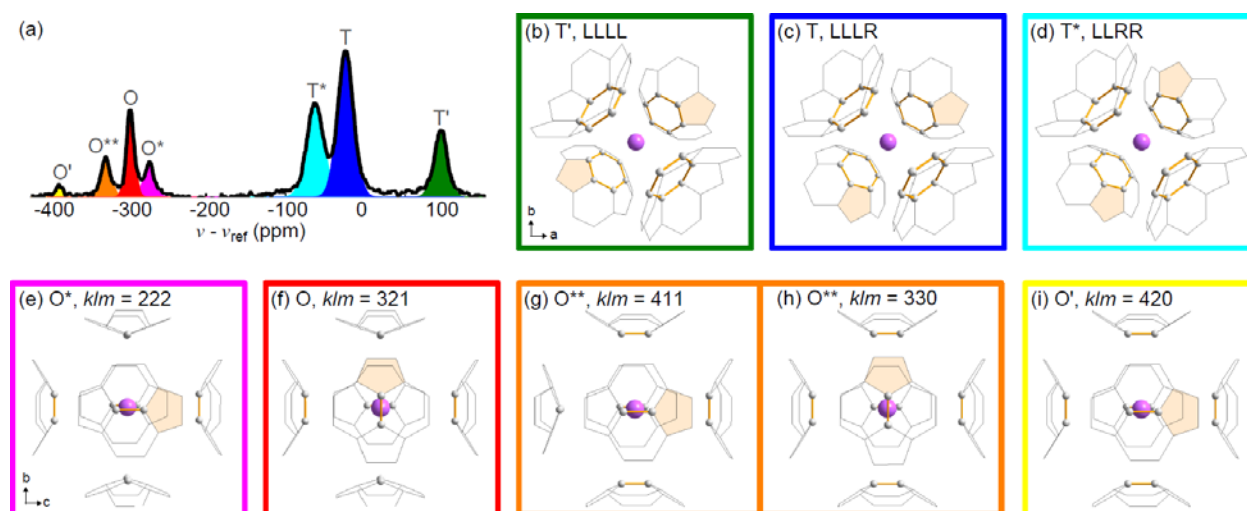 (a)
T
T*
T'
O
O**
O*
O'
-400 -300 -200 -100 0 100
ν - νref (ppm)
(b) T', LLLL
b
a
(c) T, LLLR
(d) T*, LLRR
(e) O*, klm = 222
b
c
(f) O, klm = 321
(g) O**, klm = 411
(h) O**, klm = 330
(i) O', klm = 420